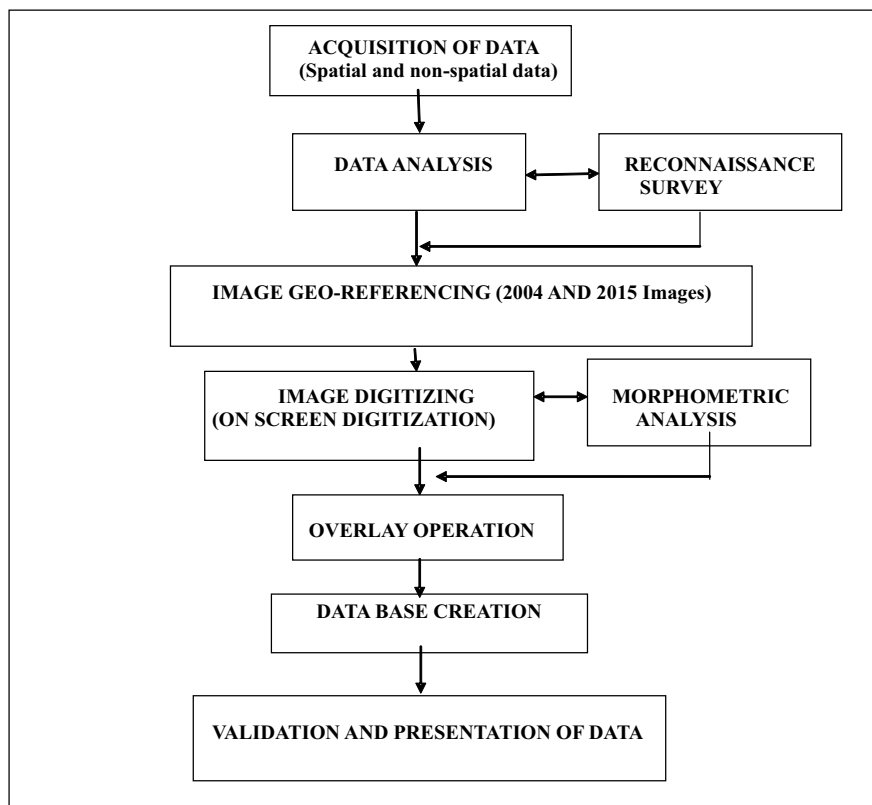 ACQUISITION OF DATA
(Spatial and non-spatial data)
DATA ANALYSIS
RECONNAISSANCE
SURVEY
IMAGE GEO-REFERENCING (2004 AND 2015 Images)
IMAGE DIGITIZING
(ON SCREEN DIGITIZATION)
MORPHOMETRIC
ANALYSIS
OVERLAY OPERATION
DATA BASE CREATION
VALIDATION AND PRESENTATION OF DATA